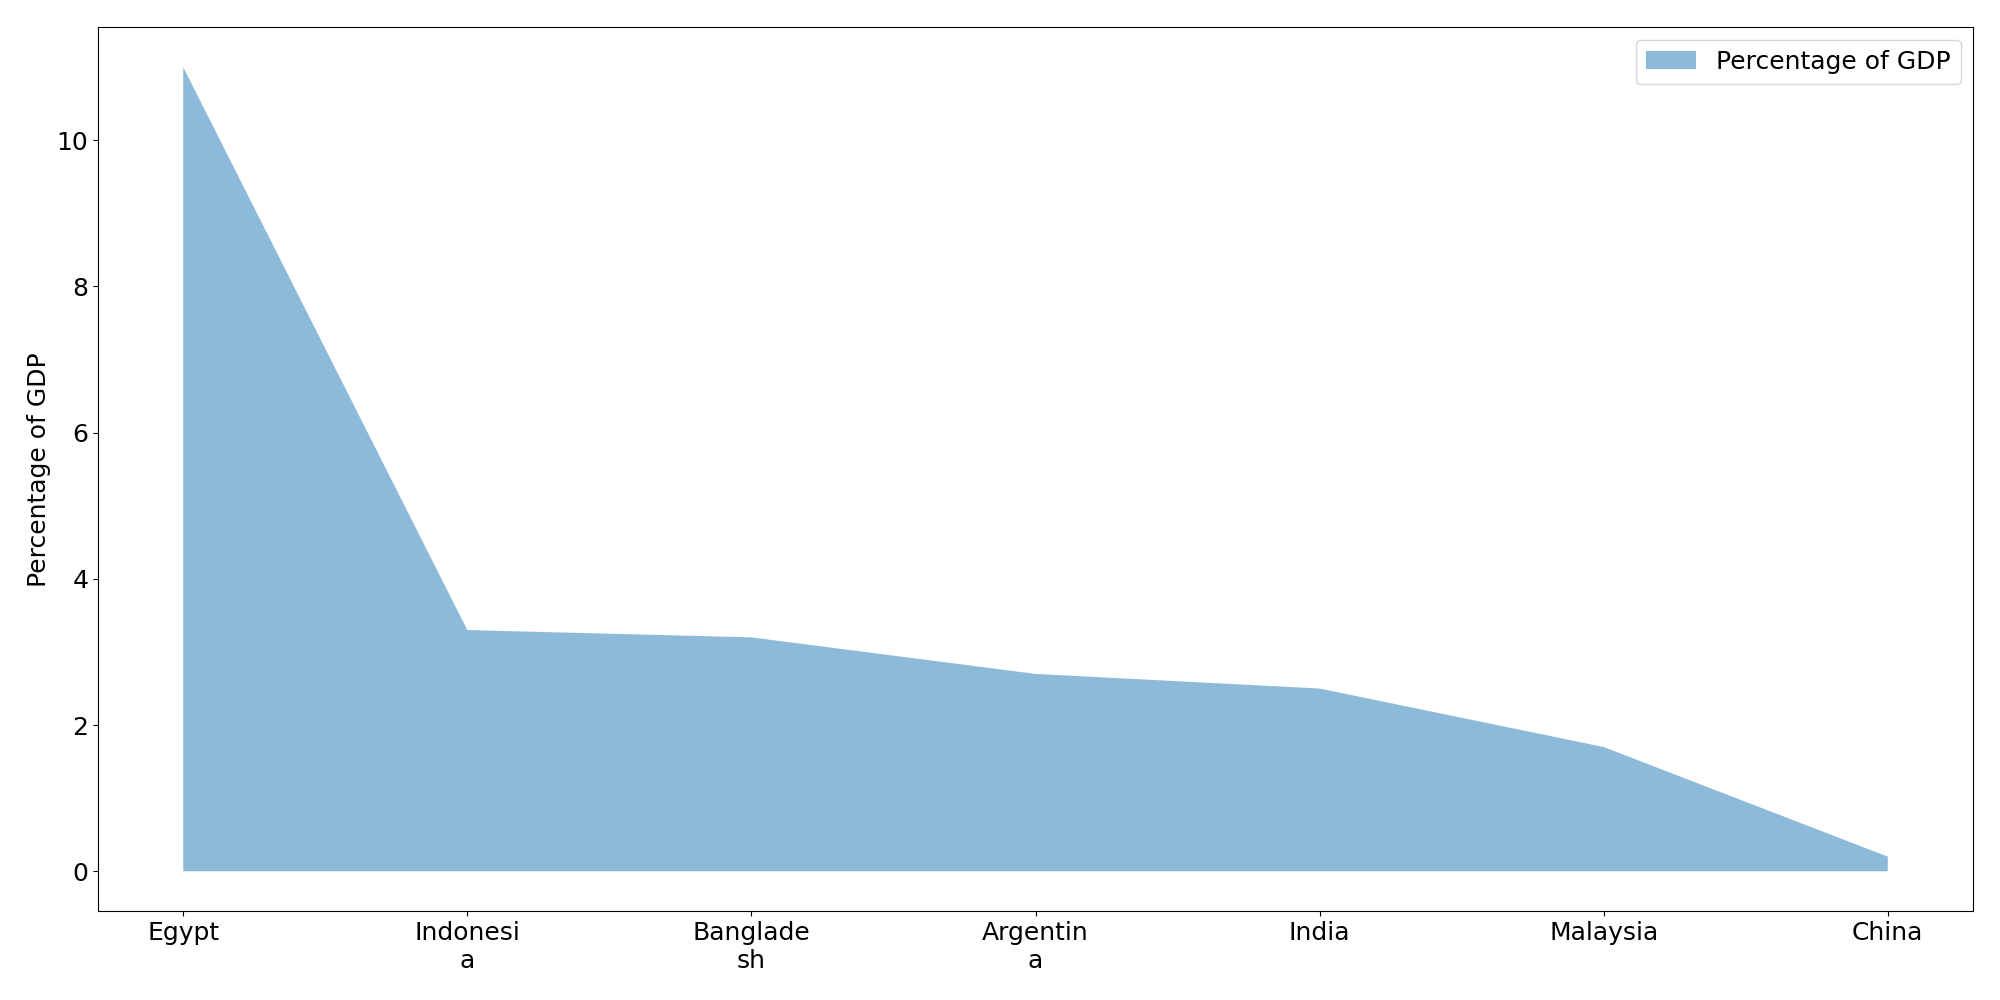 Percentage of GDP
10
8
6
4
2
0
Percentage of GDP
Egypt
Indonesi
a
Banglade
sh
Argentin
a
India
Malaysia
China